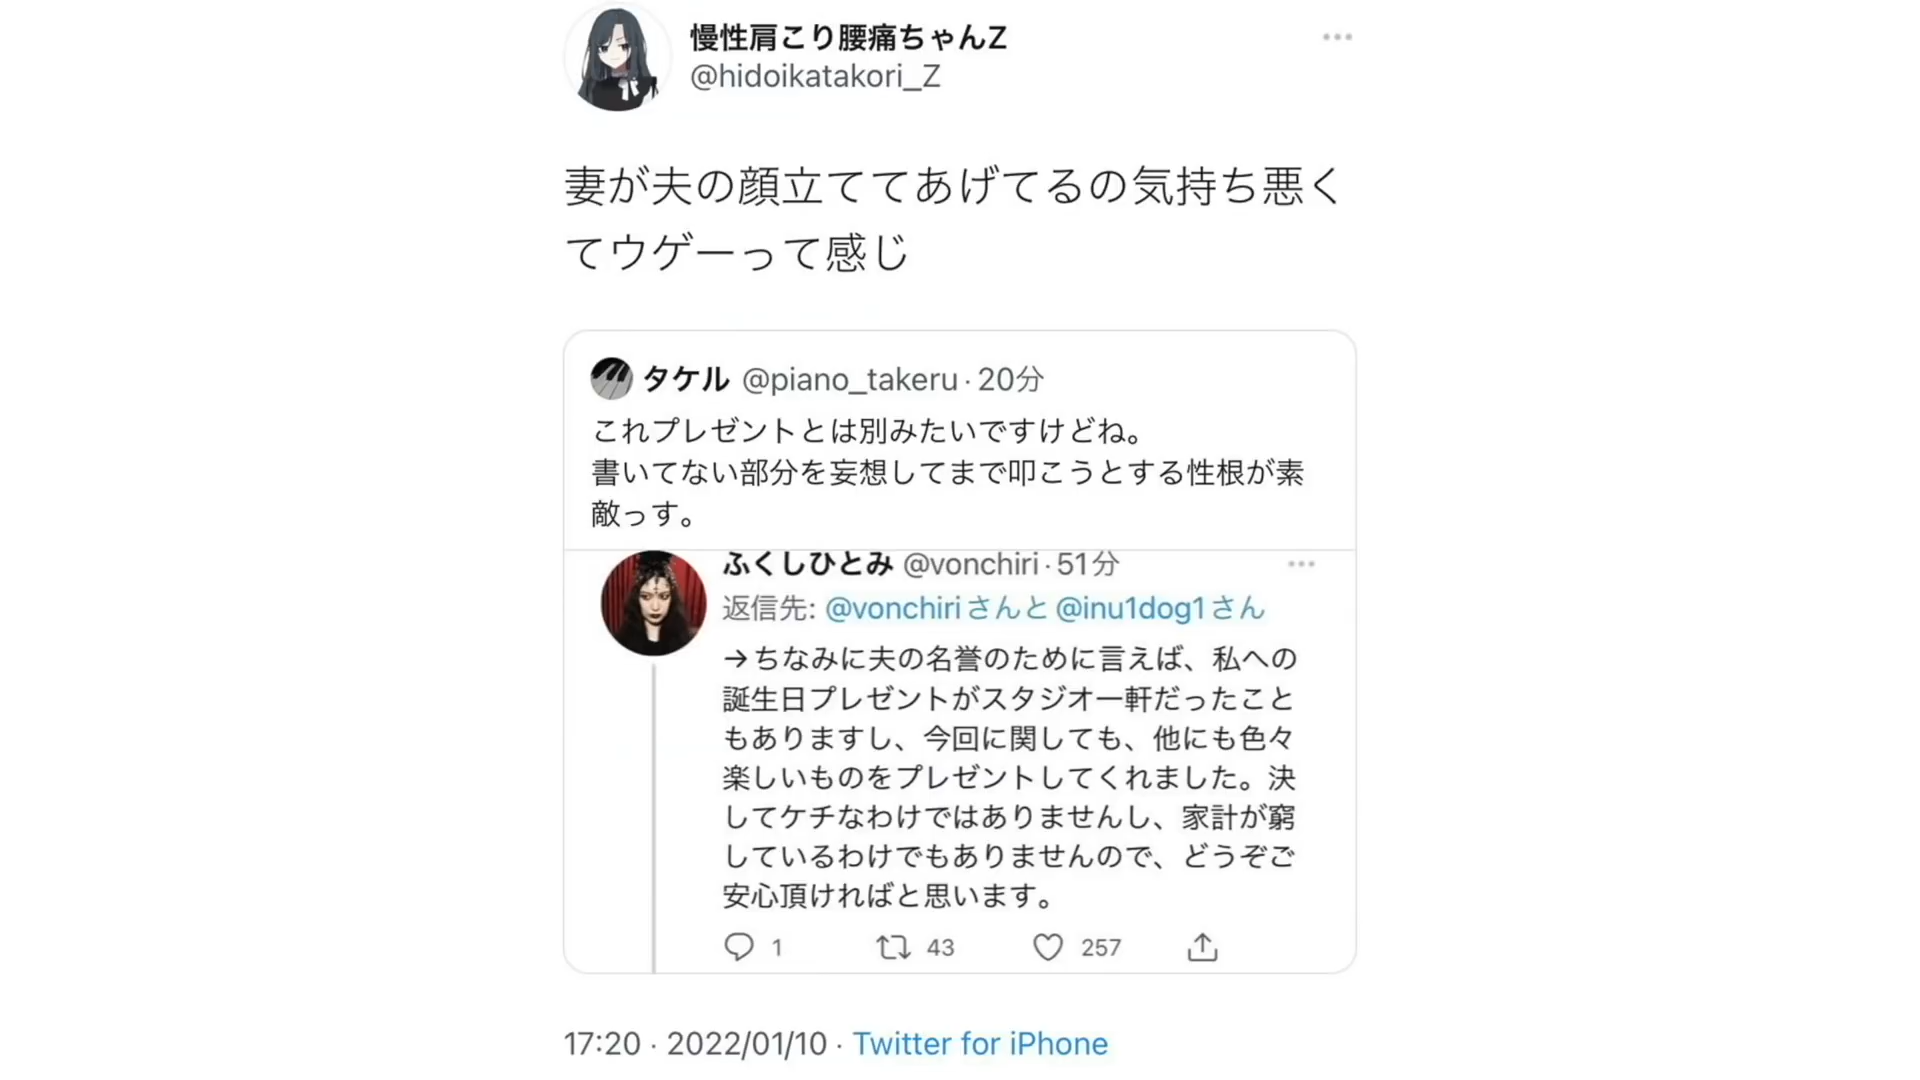 慢性肩こり腰痛ちゃんZ
@hidoikatakori_Z
妻が夫の顔立ててあげてるの気持ち悪く
てウゲーって感じ
タケル @piano_takeru · 20分
これプレゼントとは別みたいですけどね。
書いてない部分を妄想してまで叩こうとする性根が素
敵っす。
ふくしひとみ @vonchiri · 51分
返信先: @vonchiriさんと@inu1dog1さん
→ちなみに夫の名誉のために言えば、私への
誕生日プレゼントがスタジオ一軒だったこと
もありますし、今回に関しても、他にも色々
楽しいものをプレゼントしてくれました。決
してケチなわけではありませんし、家計が窮
しているわけでもありませんので、どうぞご
安心頂ければと思います。
1 43 257
17:20 · 2022/01/10 · Twitter for iPhone